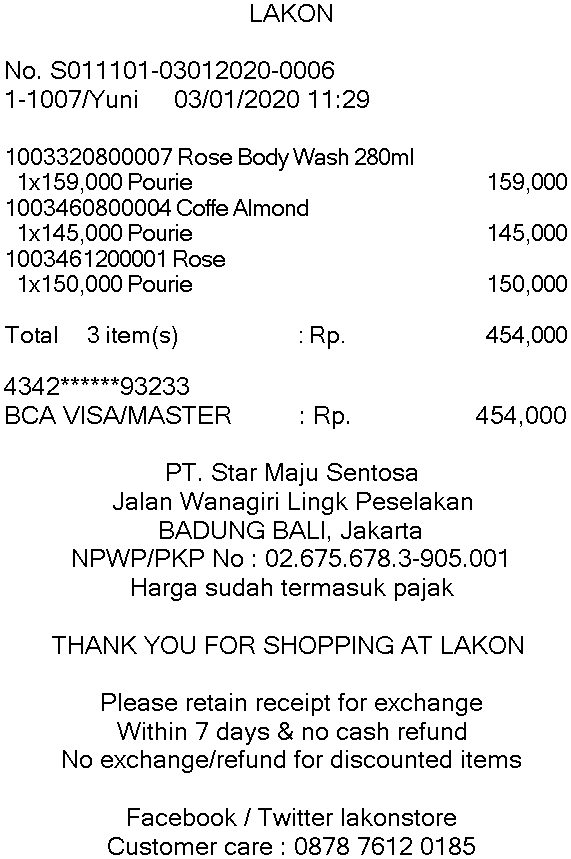 LAKON
No. S011101-03012020-0006
1-1007/Yuni 03/01/2020 11:29
1003320800007 Rose Body Wash 280ml
1x159,000 Pourie 159,000
1003460800004 Coffe Almond
1x145,000 Pourie 145,000
1003461200001 Rose
1x150,000 Pourie 150,000
Total 3 item(s) : Rp. 454,000
4342******93233
BCA VISA/MASTER : Rp. 454,000
PT. Star Maju Sentosa
Jalan Wanagiri Lingk Peselakan
BADUNG BALI, Jakarta
NPWP/PKP No : 02.675.678.3-905.001
Harga sudah termasuk pajak
THANK YOU FOR SHOPPING AT LAKON
Please retain receipt for exchange
Within 7 days & no cash refund
No exchange/refund for discounted items
Facebook / Twitter lakonstore
Customer care : 0878 7612 0185